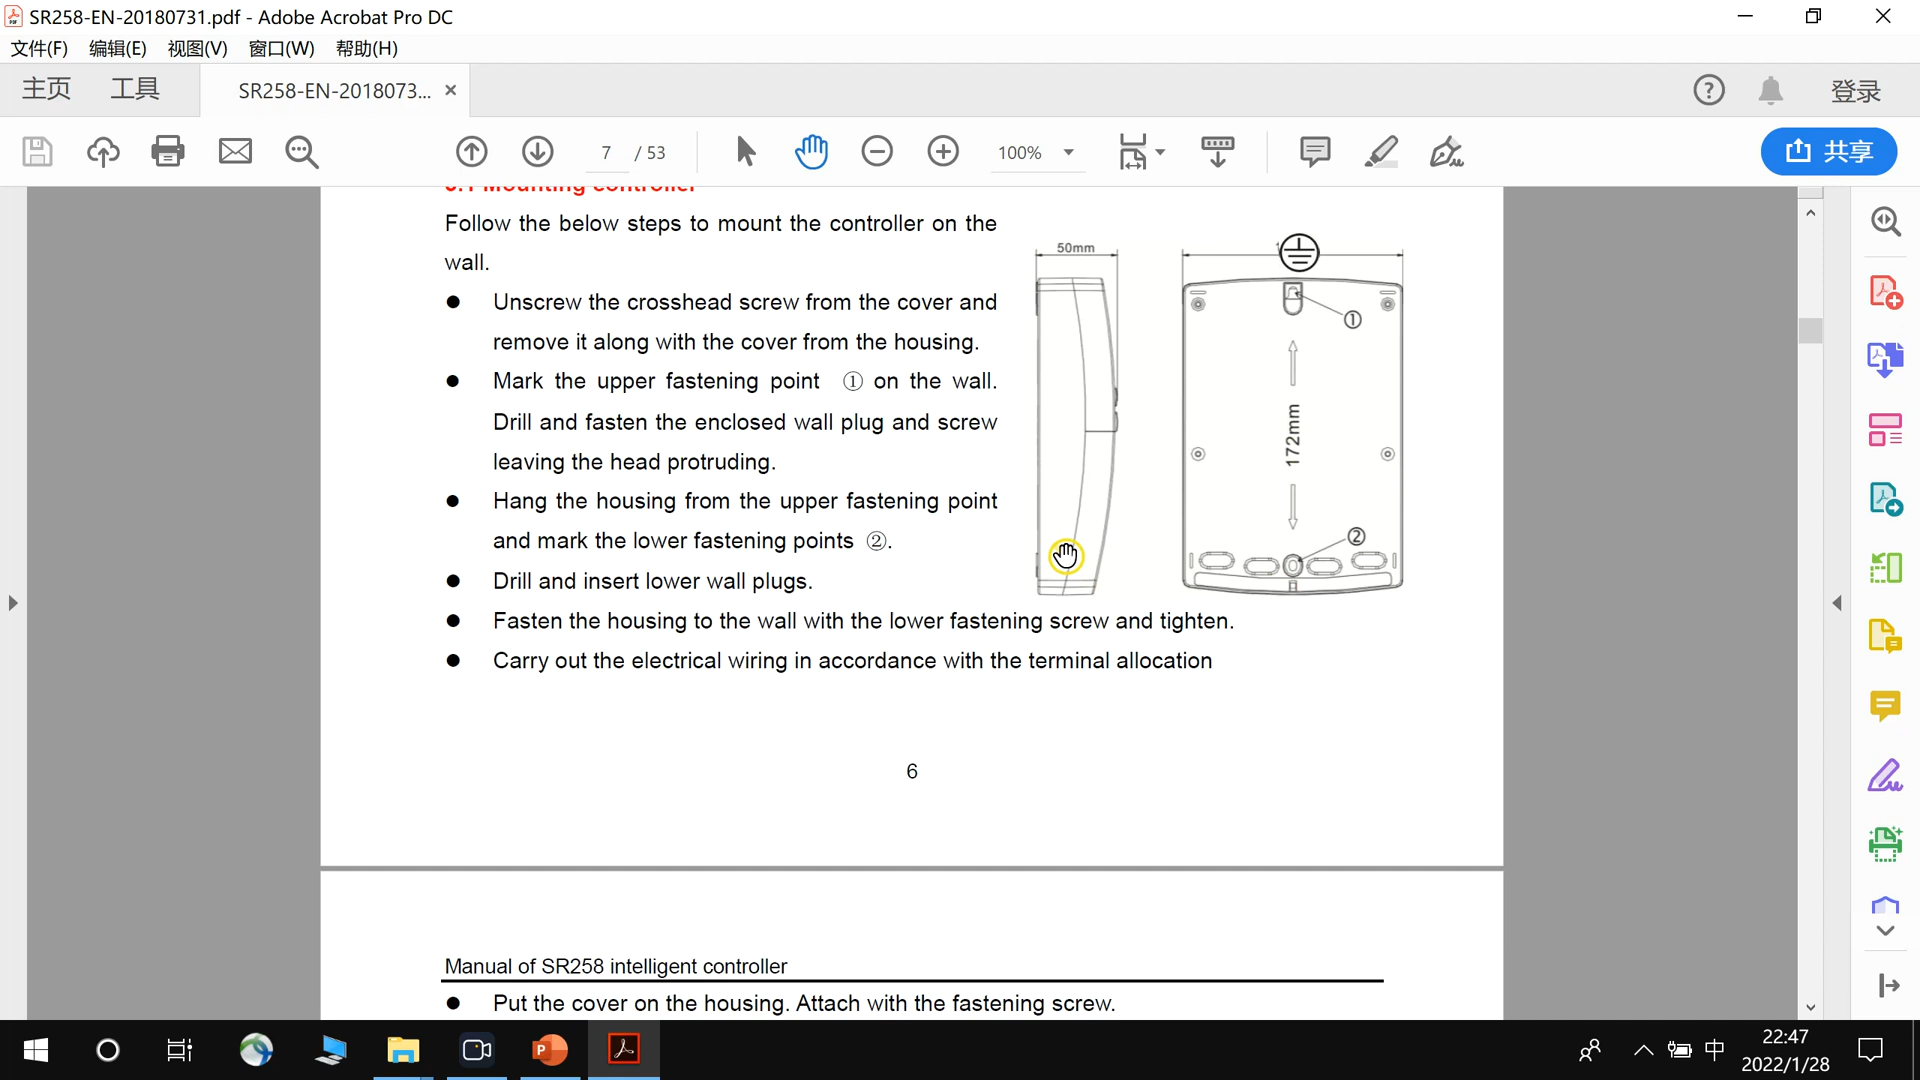 SR258-EN-20180731.pdf - Adobe Acrobat Pro DC
文件(F) 编辑(E) 视图(V) 窗口(W) 帮助(H)
主页 工具 SR258-EN-2018073... × 登录
7 / 53 100% 共享
3.1 Mounting controller
Follow the below steps to mount the controller on the
wall.
● Unscrew the crosshead screw from the cover and
remove it along with the cover from the housing.
● Mark the upper fastening point ① on the wall.
Drill and fasten the enclosed wall plug and screw
leaving the head protruding.
● Hang the housing from the upper fastening point
and mark the lower fastening points ②.
● Drill and insert lower wall plugs.
● Fasten the housing to the wall with the lower fastening screw and tighten.
● Carry out the electrical wiring in accordance with the terminal allocation
50mm
①
172mm
②
6
Manual of SR258 intelligent controller
● Put the cover on the housing. Attach with the fastening screw.
中
22:47
2022/1/28